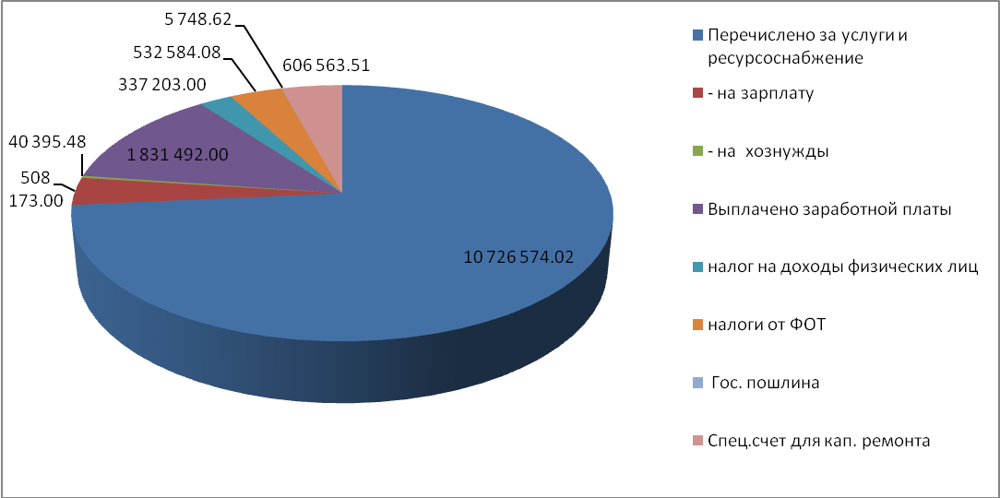 5 748.62
532 584.08
606 563.51
337 203.00
40 395.48
1 831 492.00
508
173.00
10 726 574.02
Перечислено за услуги и
ресурсоснабжение
- на зарплату
- на хознужды
Выплачено заработной платы
налог на доходы физических лиц
налоги от ФОТ
Гос. пошлина
Спец.счет для кап. ремонта